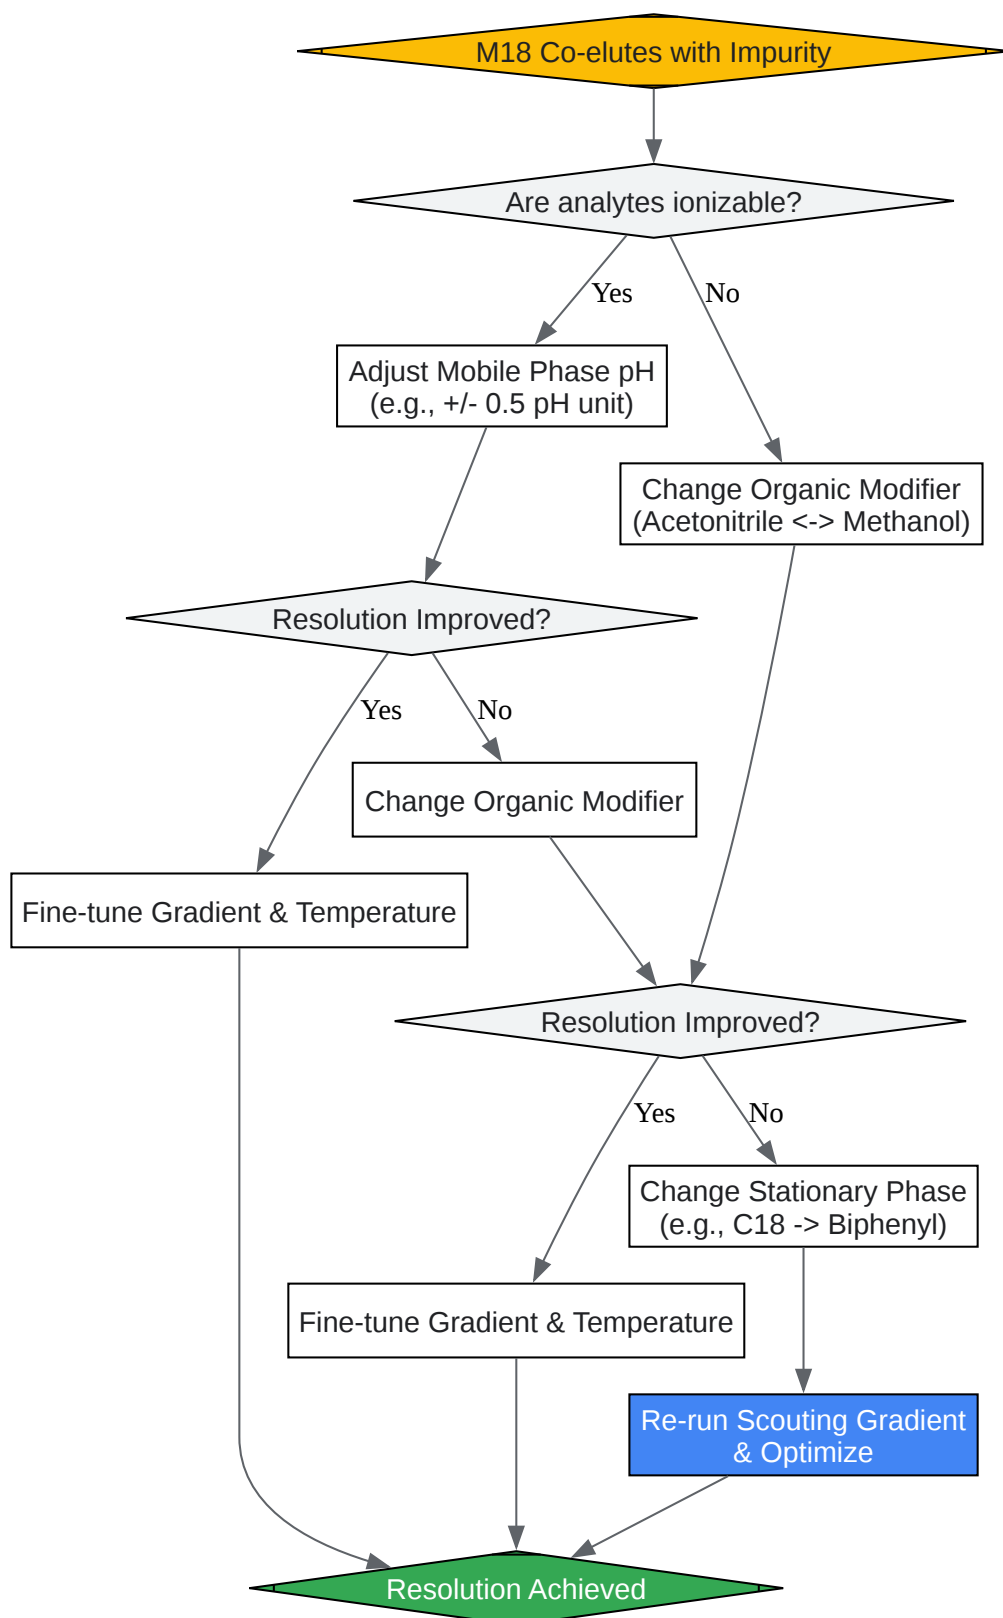 M18 Co-elutes with Impurity
Are analytes ionizable?
Yes
No
Adjust Mobile Phase pH
(e.g., +/- 0.5 pH unit)
Change Organic Modifier
(Acetonitrile <-> Methanol)
Resolution Improved?
Yes
No
Change Organic Modifier
Fine-tune Gradient & Temperature
Resolution Improved?
Yes
No
Change Stationary Phase
(e.g., C18 -> Biphenyl)
Fine-tune Gradient & Temperature
Re-run Scouting Gradient
& Optimize
Resolution Achieved